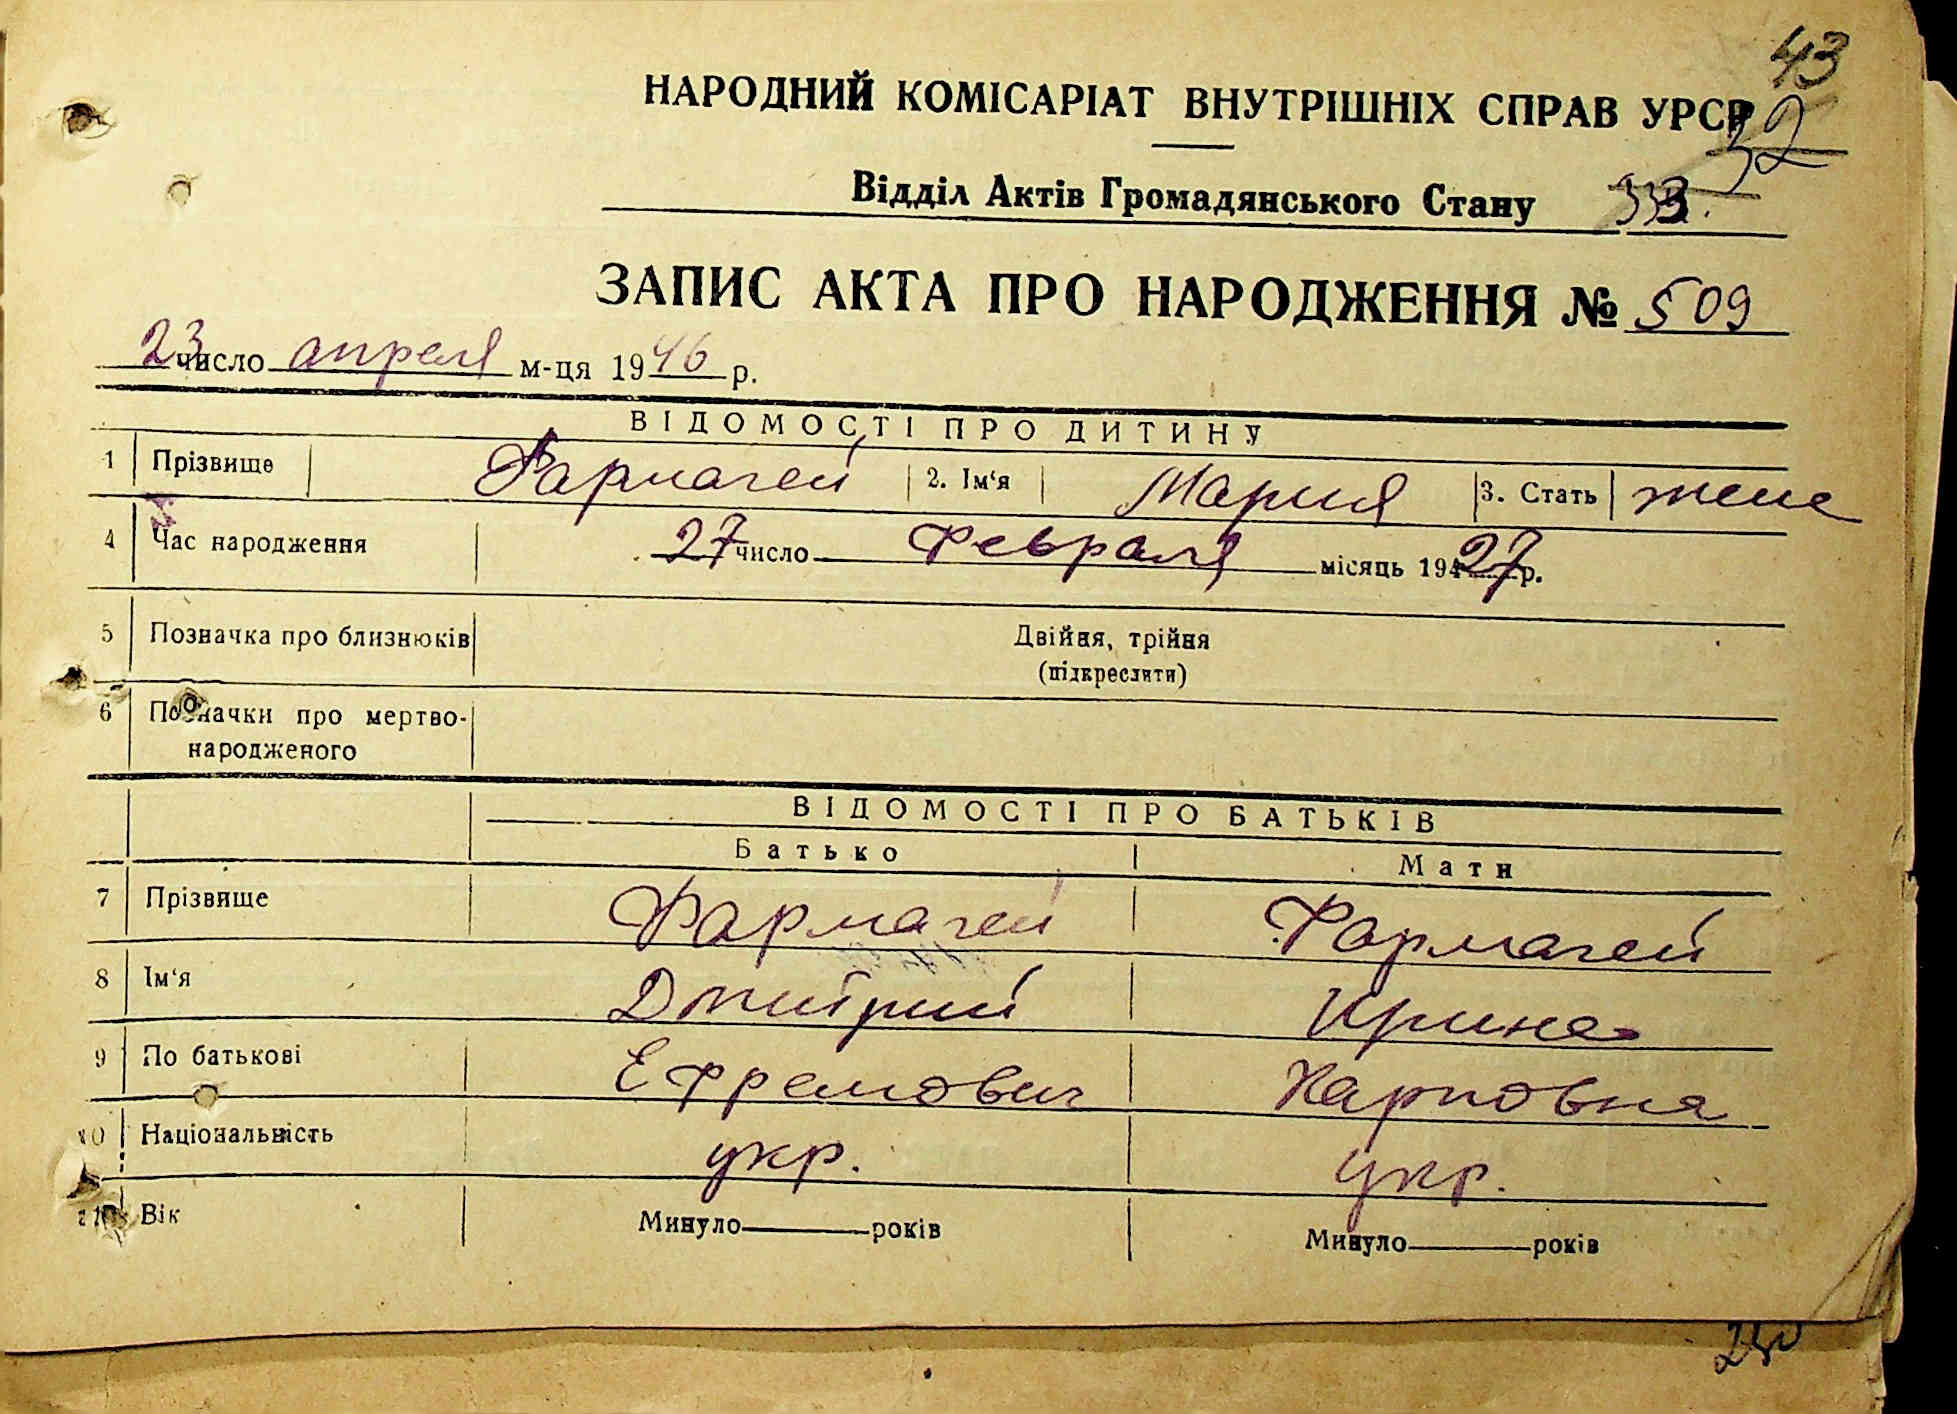 43
32
НАРОДНИЙ КОМІСАРІАТ ВНУТРІШНІХ СПРАВ УРСР
Відділ Актів Громадянського Стану
ЗАПИС АКТА ПРО НАРОДЖЕННЯ № 509
23 число апреля м-ця 1946 р.
ВІДОМОСТІ ПРО ДИТИНУ
1 Прізвище Фармагей 2. Ім‘я Мария 3. Стать жене
4 Час народження 27 число Февраля місяць 194 27 р.
5 Позначка про близнюків Двійня, трійня
(підкреслити)
6 Позначки про мертво-
народженого
ВІДОМОСТІ ПРО БАТЬКІВ
Батько Мати
7 Прізвище Фармагей Фармагей
8 Ім‘я Дмитрий Ирина
9 По батькові Ефремович Карповна
10 Національність укр. укр.
Вік Минуло років Минуло років